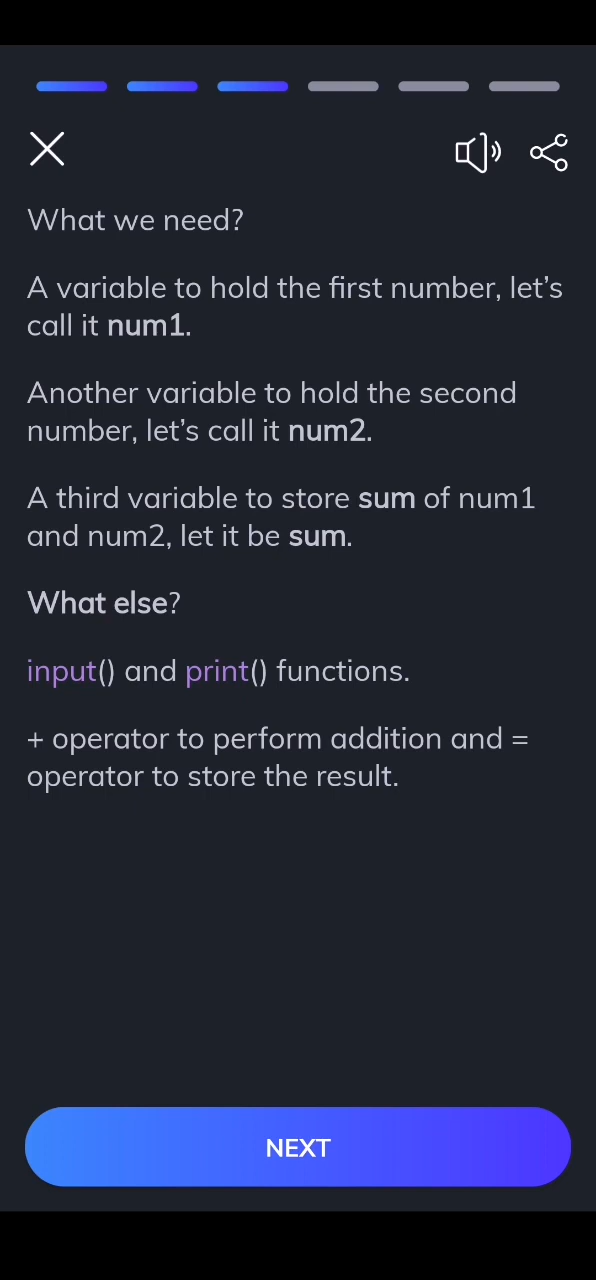 What we need?
A variable to hold the first number, let’s
call it num1.
Another variable to hold the second
number, let’s call it num2.
A third variable to store sum of num1
and num2, let it be sum.
What else?
input() and print() functions.
+ operator to perform addition and =
operator to store the result.
NEXT